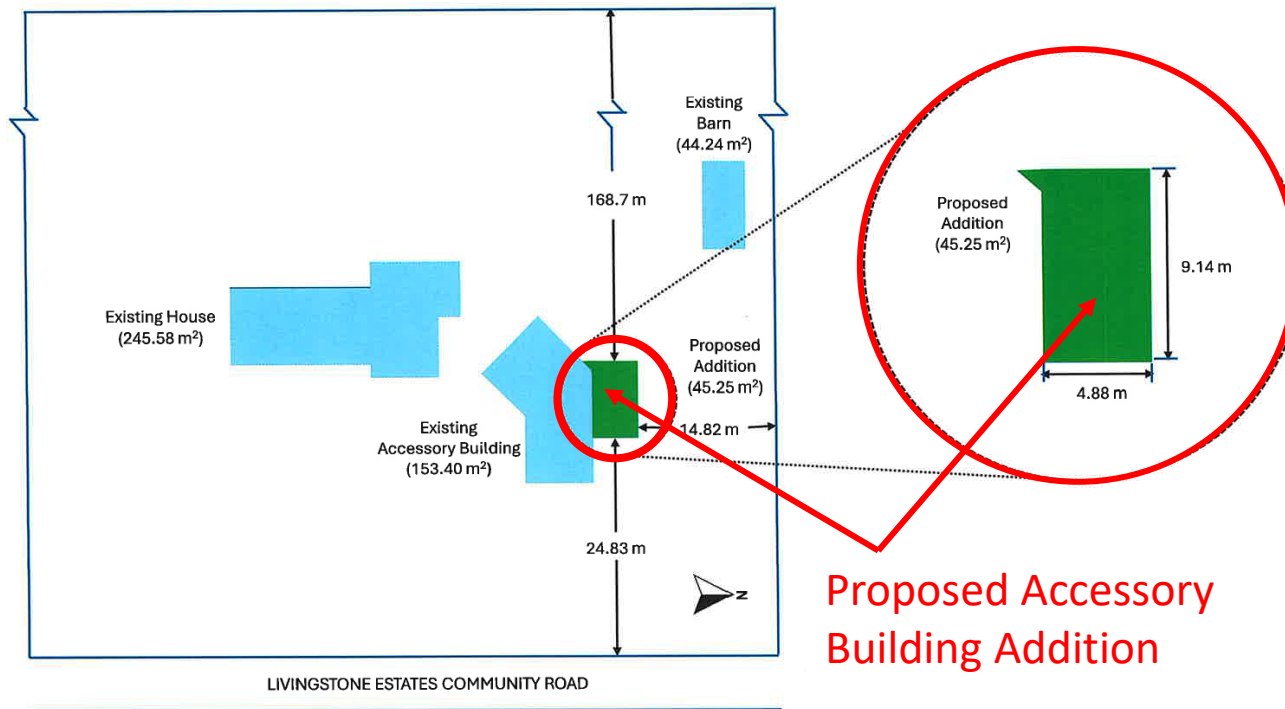 Existing
Barn
(44.24 m²)
168.7 m
Existing House
(245.58 m²)
Proposed
Addition
(45.25 m²)
14.82 m
Existing
Accessory Building
(153.40 m²)
24.83 m
N
LIVINGSTONE ESTATES COMMUNITY ROAD
Proposed
Addition
(45.25 m²)
9.14 m
4.88 m
Proposed Accessory
Building Addition